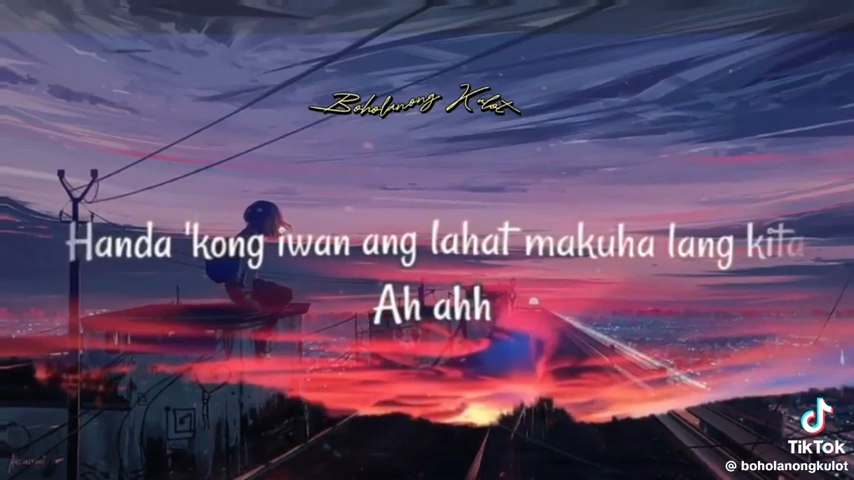 Boholanong Kulot
Handa 'kong iwan ang lahat makuha lang kita
Ah ahh
TikTok
@ boholanongkulot